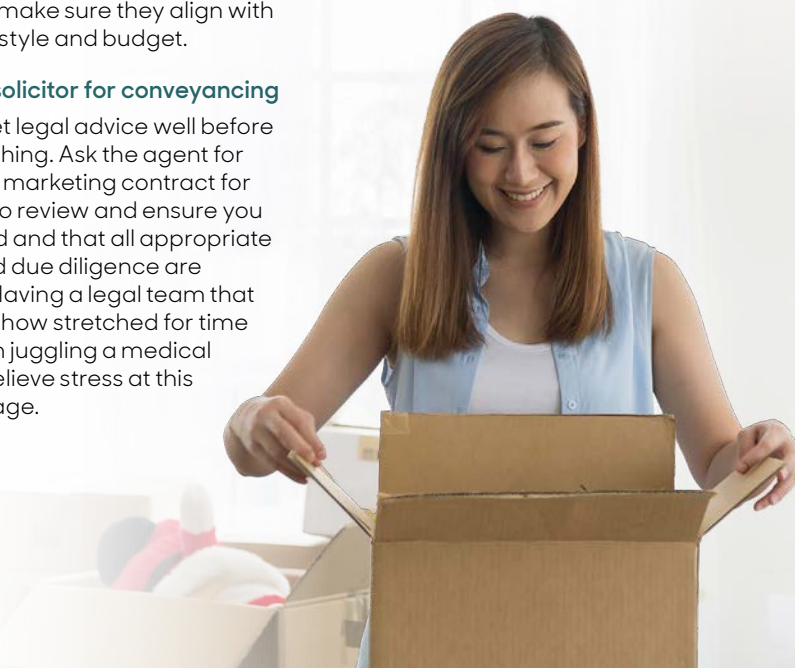 make sure they align with
style and budget.
solicitor for conveyancing
et legal advice well before
hing. Ask the agent for
marketing contract for
o review and ensure you
d and that all appropriate
d due diligence are
Having a legal team that
how stretched for time
n juggling a medical
elieve stress at this
age.